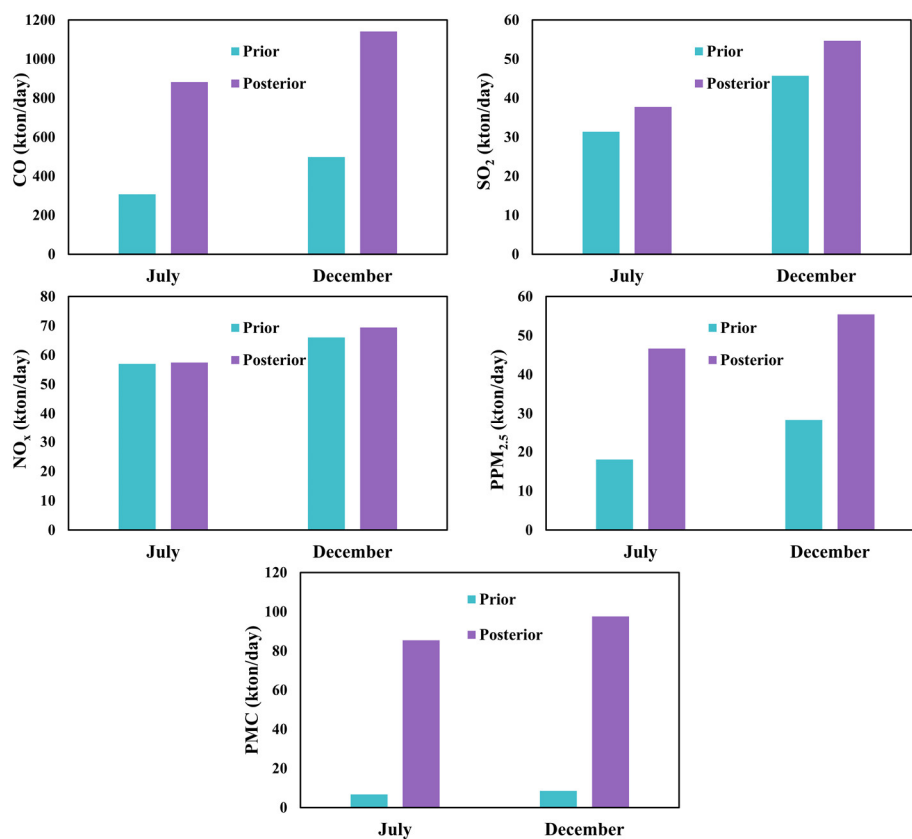 CO (kton/day)
1200
1000
800
600
400
200
0
Prior
Posterior
July
December
SO2 (kton/day)
60
50
40
30
20
10
0
Prior
Posterior
July
December
NOx (kton/day)
80
70
60
50
40
30
20
10
0
Prior
Posterior
July
December
PPM2.5 (kton/day)
60
50
40
30
20
10
0
Prior
Posterior
July
December
PMC (kton/day)
120
100
80
60
40
20
0
Prior
Posterior
July
December